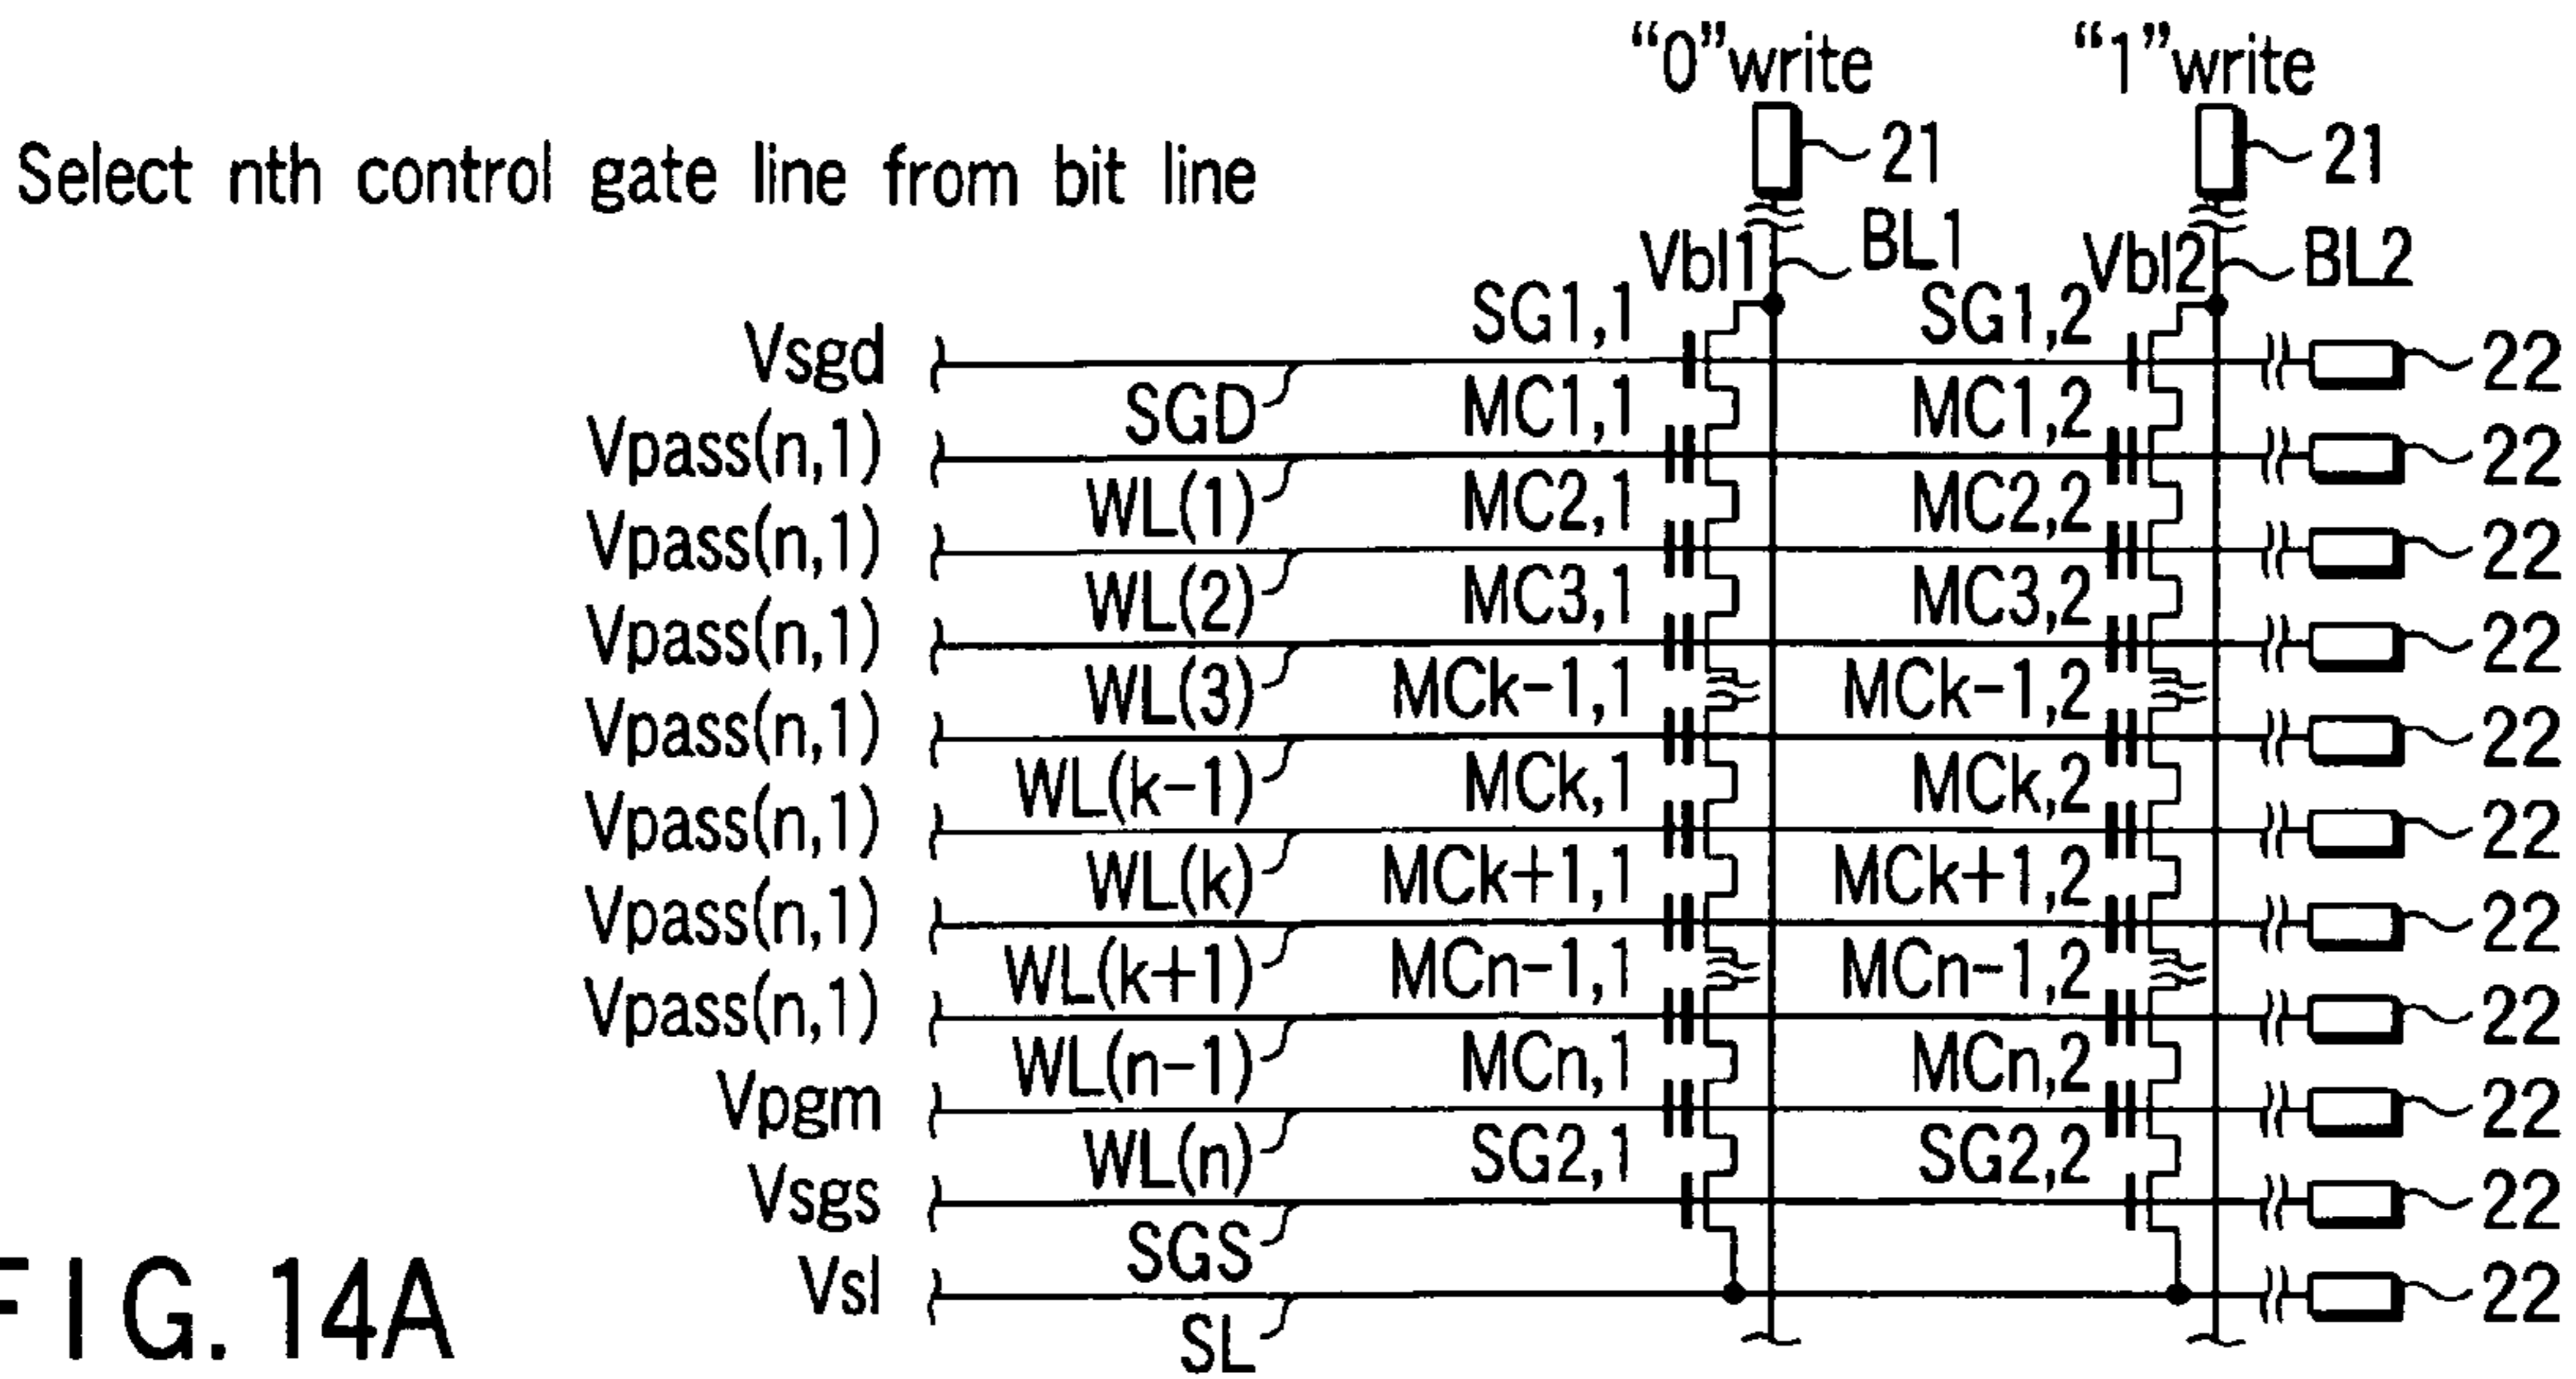 “0”write “1”write
21 21
Select nth control gate line from bit line
Vbl1 BL1 Vbl2 BL2
SG1,1 SG1,2
Vsgd 22
SGD MC1,1 MC1,2
Vpass(n,1) 22
WL(1) MC2,1 MC2,2
Vpass(n,1) 22
WL(2) MC3,1 MC3,2
Vpass(n,1) 22
WL(3) MCk-1,1 MCk-1,2
Vpass(n,1) 22
WL(k-1) MCk,1 MCk,2
Vpass(n,1) 22
WL(k) MCk+1,1 MCk+1,2
Vpass(n,1) 22
WL(k+1) MCn-1,1 MCn-1,2
Vpass(n,1) 22
WL(n-1) MCn,1 MCn,2
Vpgm 22
WL(n) SG2,1 SG2,2
Vsgs 22
SGS
Vsl 22
SL
FIG. 14A